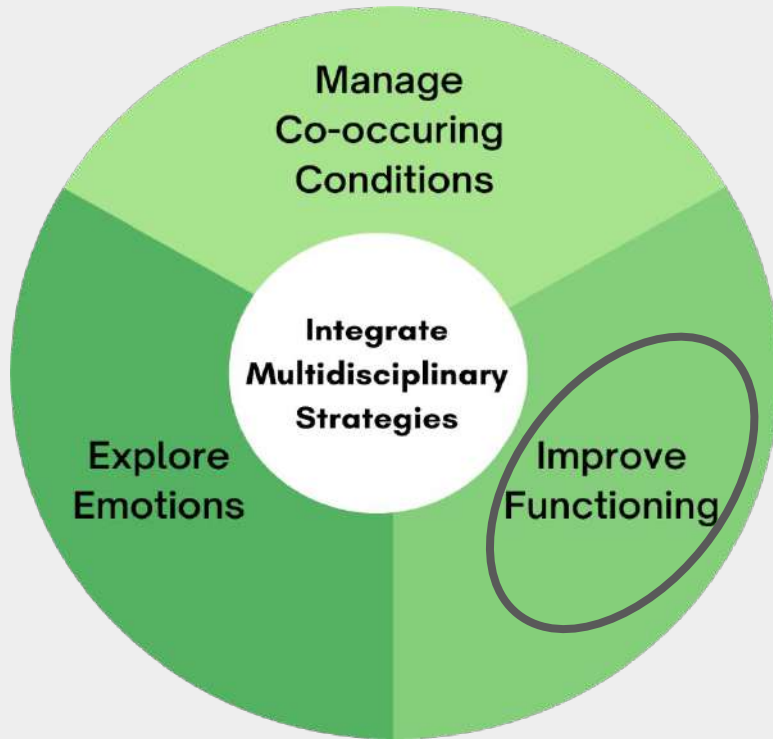 Manage
Co-occuring
Conditions
Integrate
Multidisciplinary
Strategies
Explore
Emotions
Improve
Functioning